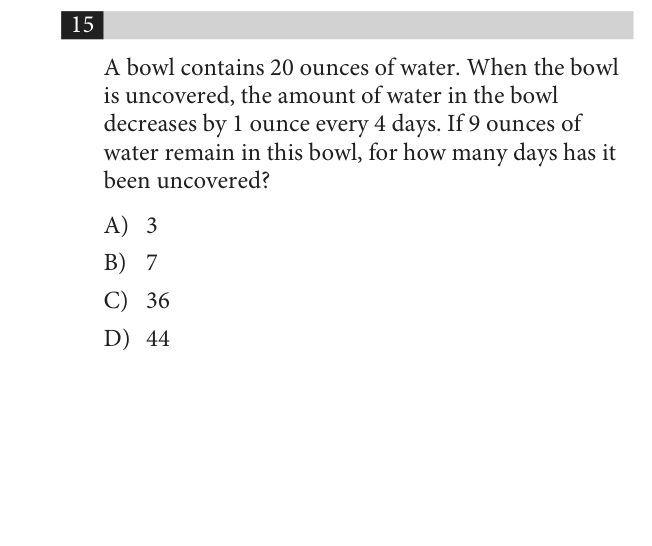 15
A bowl contains 20 ounces of water. When the bowl
is uncovered, the amount of water in the bowl
decreases by 1 ounce every 4 days. If 9 ounces of
water remain in this bowl, for how many days has it
been uncovered?
A) 3
B) 7
C) 36
D) 44